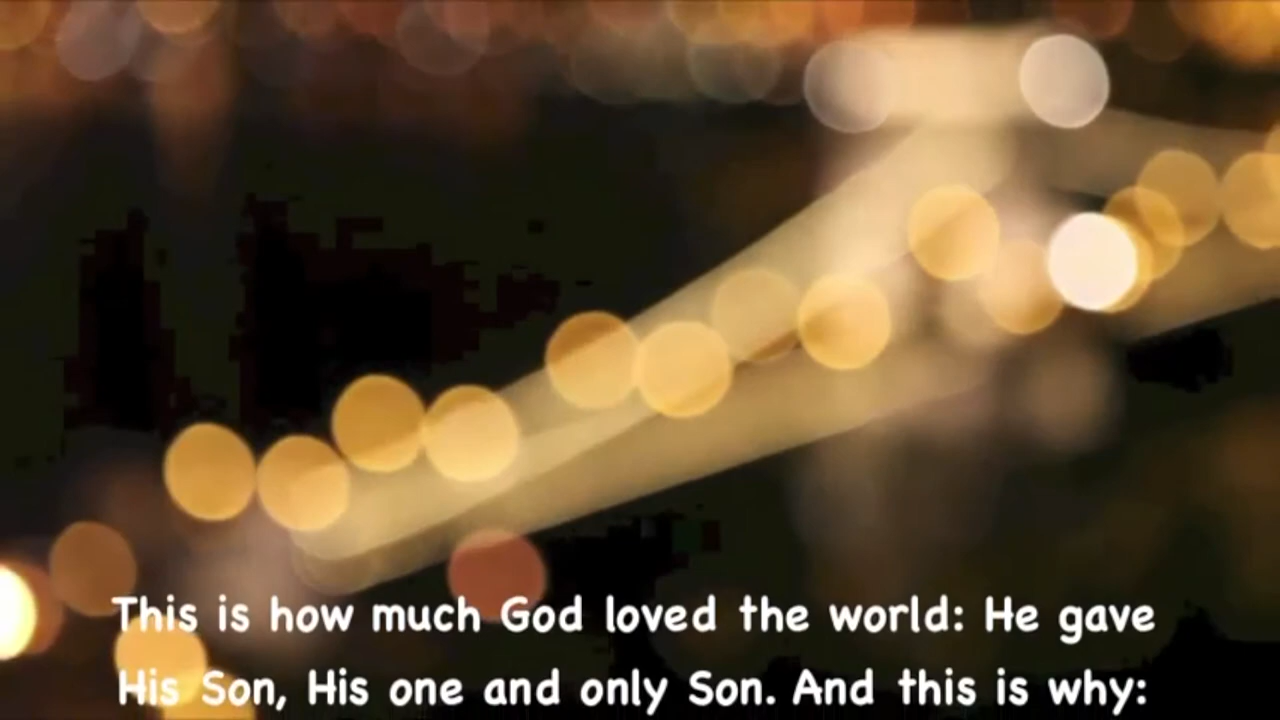 This is how much God loved the world: He gave
His Son, His one and only Son. And this is why: